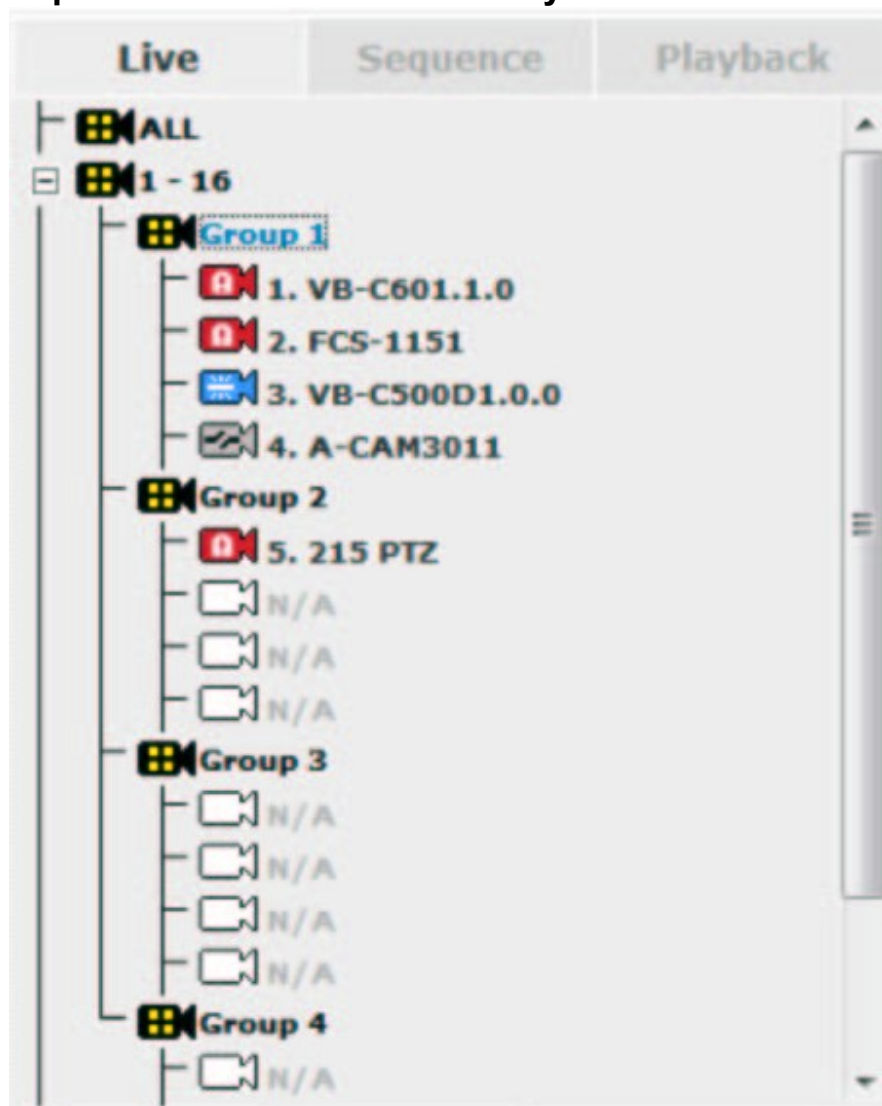 Live Sequence Playback
ALL
1 - 16
Group 1
1. VB-C601.1.0
2. FCS-1151
3. VB-C500D1.0.0
4. A-CAM3011
Group 2
5. 215 PTZ
N/A
N/A
N/A
Group 3
N/A
N/A
N/A
N/A
Group 4
N/A